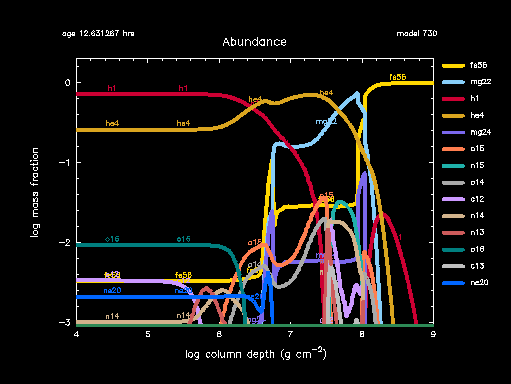 age 12.631267 hrs
model 730
Abundance
fe56
mg22
h1
he4
mg24
o15
n15
o14
c12
n14
n13
o16
c13
ne20
fe56
h1 h1
he4
he4
he4 he4
mg22
o15
o16 o16
o15
fe56
ne20 ne20
n14 n14
0
−1
−2
−3
4 5 6 7 8 9
log mass fraction
log column depth (g cm⁻²)